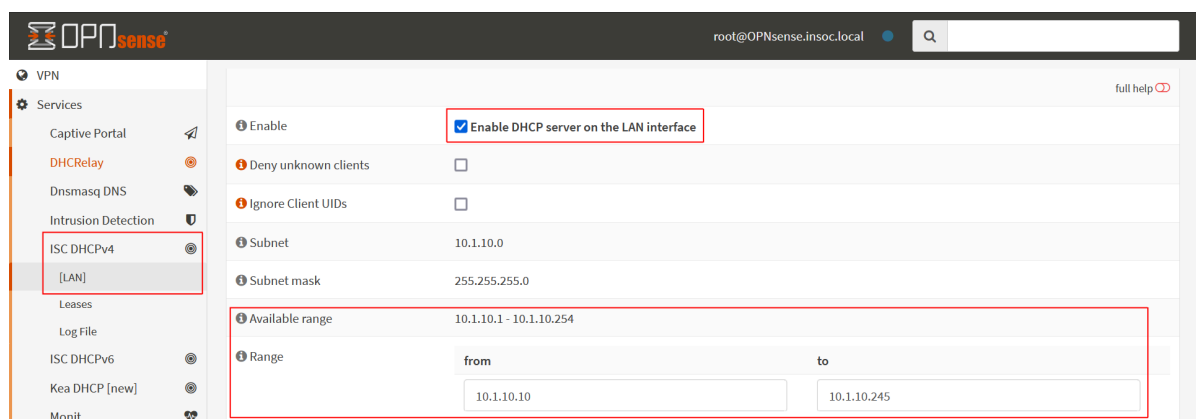 OPNsense®
root@OPNsense.insoc.local
VPN
Services
Captive Portal
DHCRelay
Dnsmasq DNS
Intrusion Detection
ISC DHCPv4
[LAN]
Leases
Log File
ISC DHCPv6
Kea DHCP [new]
Monit
full help
Enable
Enable DHCP server on the LAN interface
Deny unknown clients
Ignore Client UIDs
Subnet
10.1.10.0
Subnet mask
255.255.255.0
Available range
10.1.10.1 - 10.1.10.254
Range
from
to
10.1.10.10
10.1.10.245